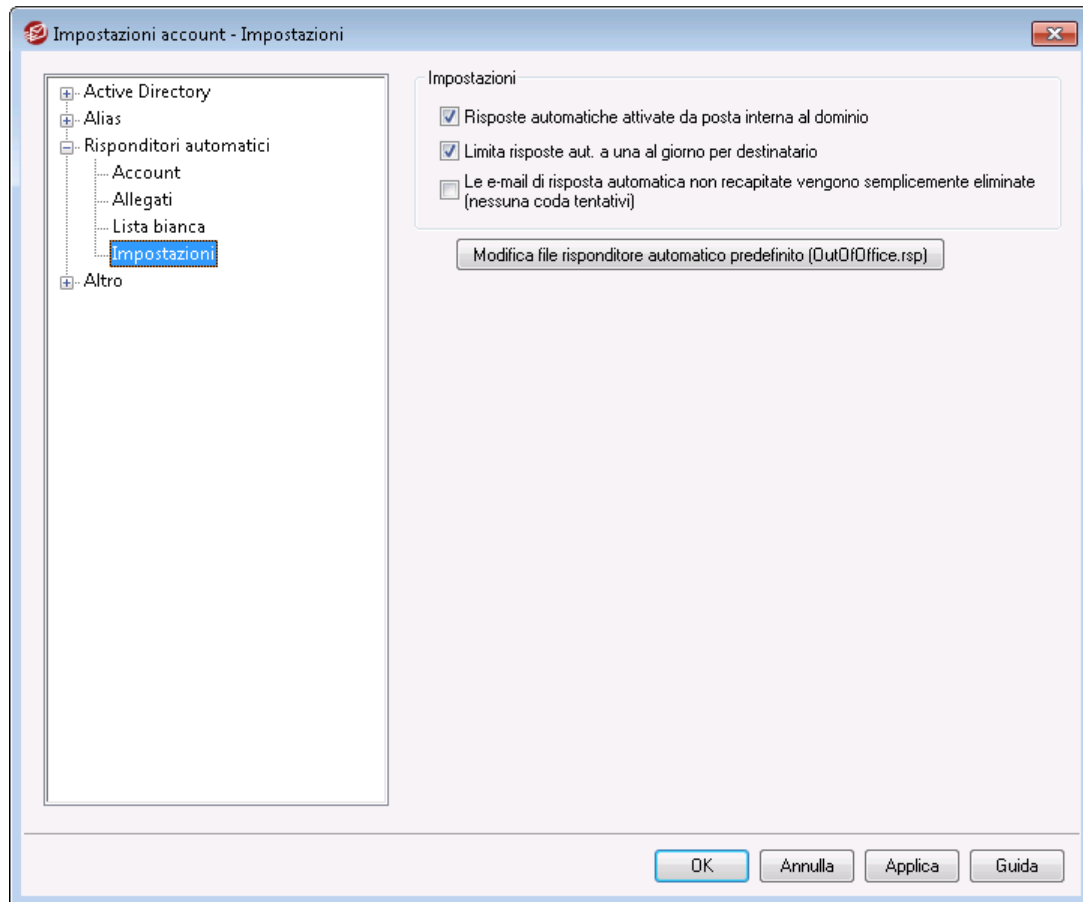 Impostazioni account - Impostazioni
Active Directory
Alias
Risponditori automatici
Account
Allegati
Lista bianca
Impostazioni
Altro
Impostazioni
Risposte automatiche attivate da posta interna al dominio
Limita risposte aut. a una al giorno per destinatario
Le e-mail di risposta automatica non recapitate vengono semplicemente eliminate
(nessuna coda tentativi)
Modifica file risponditore automatico predefinito (OutOfOffice.rsp)
OK
Annulla
Applica
Guida